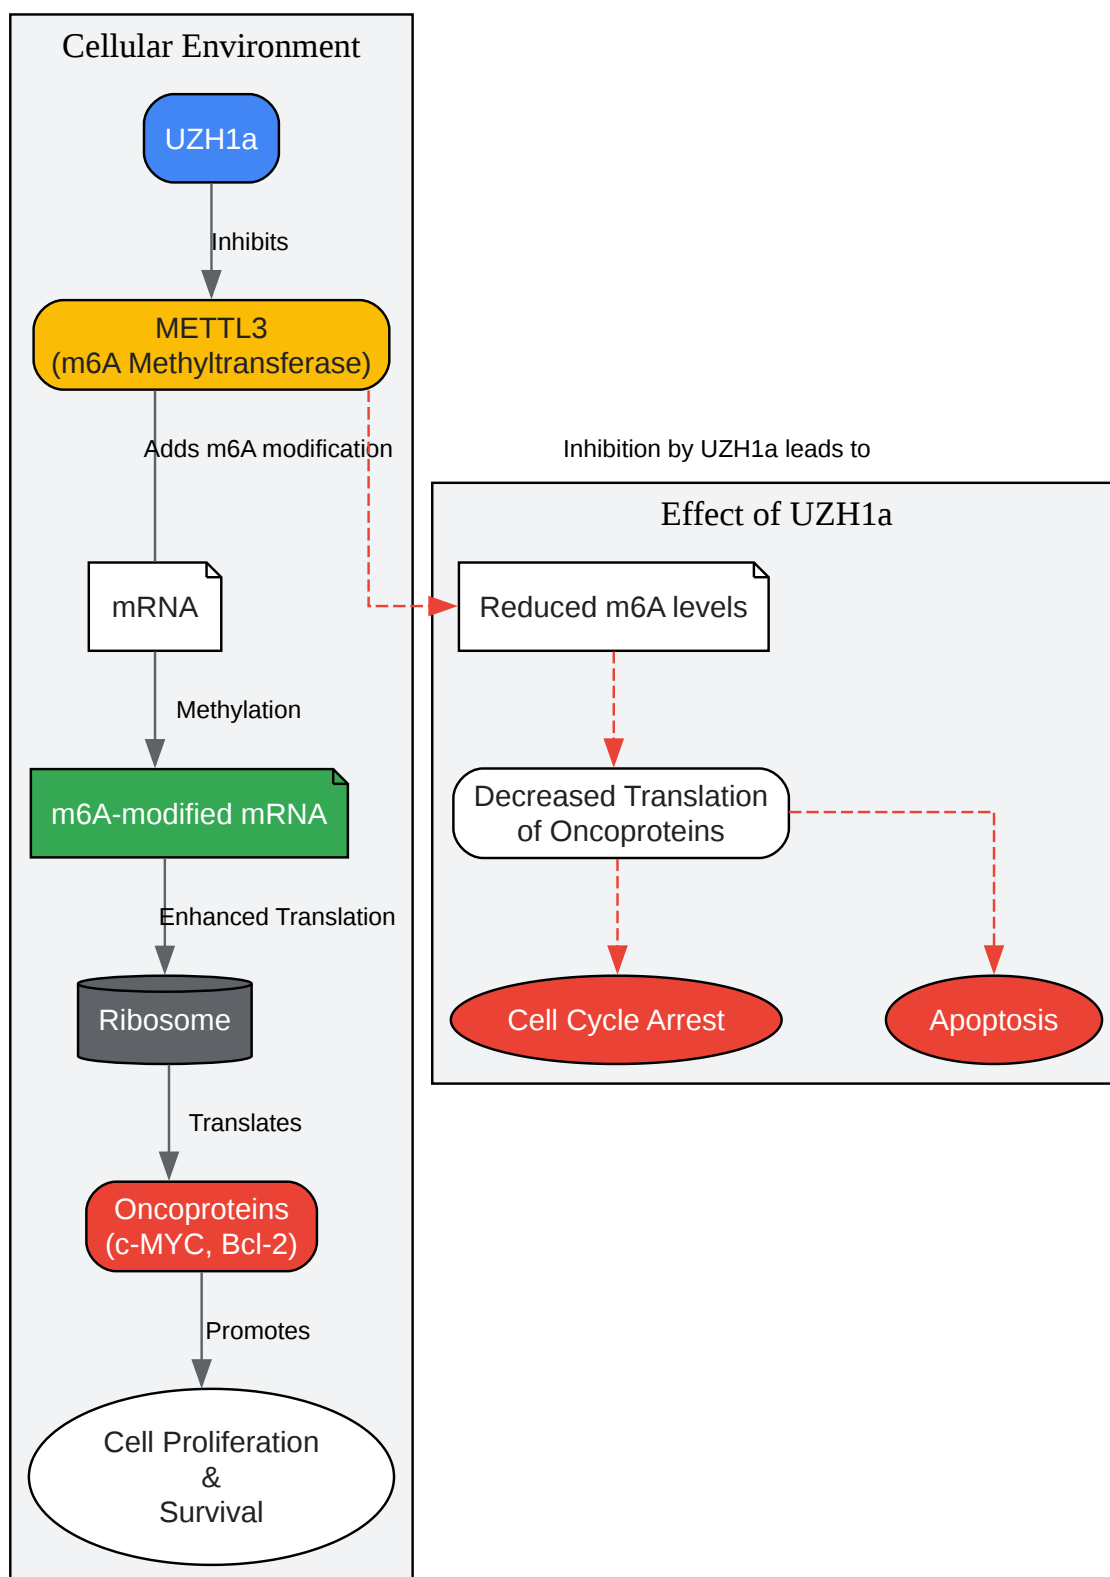 Cellular Environment
UZH1a
Inhibits
METTL3
(m6A Methyltransferase)
Adds m6A modification
mRNA
Methylation
m6A-modified mRNA
Enhanced Translation
Ribosome
Translates
Oncoproteins
(c-MYC, Bcl-2)
Promotes
Cell Proliferation
&
Survival
Inhibition by UZH1a leads to
Effect of UZH1a
Reduced m6A levels
Decreased Translation
of Oncoproteins
Cell Cycle Arrest
Apoptosis